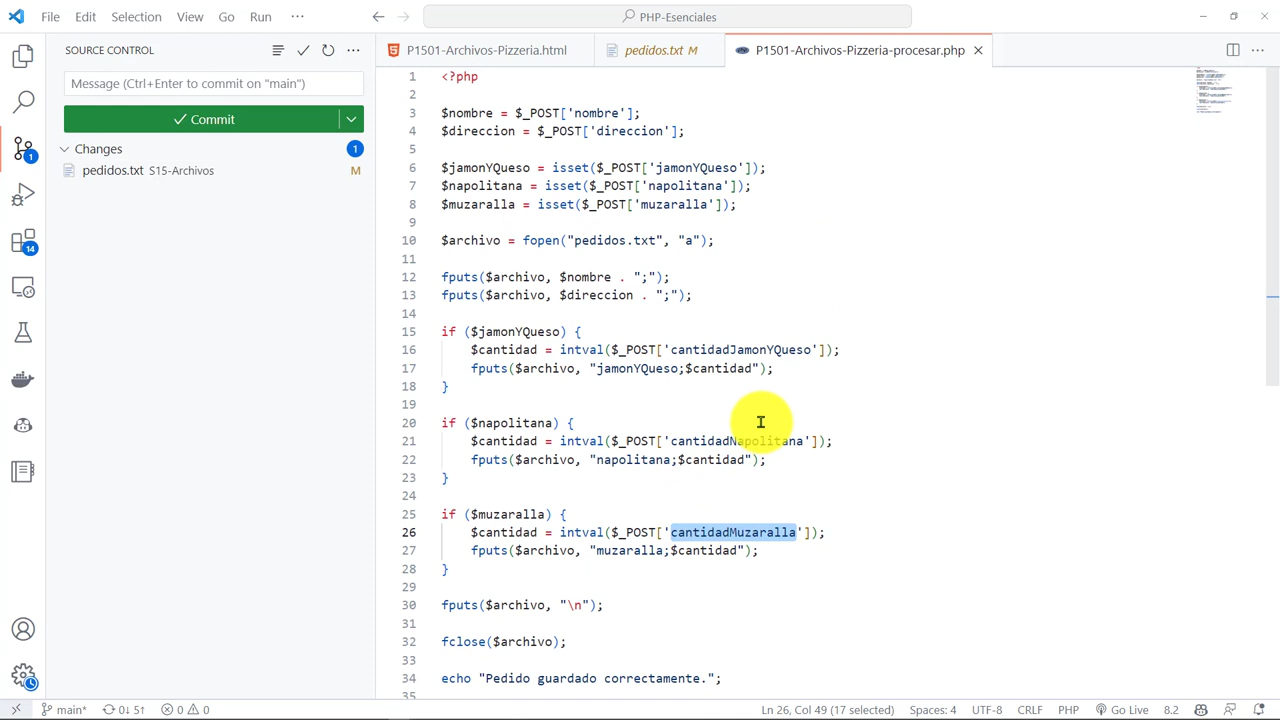 File Edit Selection View Go Run ··· PHP-Esenciales
SOURCE CONTROL
P1501-Archivos-Pizzeria.html pedidos.txt M P1501-Archivos-Pizzeria-procesar.php
Message (Ctrl+Enter to commit on "main")
Commit
Changes 1
pedidos.txt S15-Archivos M
1
14
1 <?php
2
3 $nombre = $_POST['nombre'];
4 $direccion = $_POST['direccion'];
5
6 $jamonYQueso = isset($_POST['jamonYQueso']);
7 $napolitana = isset($_POST['napolitana']);
8 $muzaralla = isset($_POST['muzaralla']);
9
10 $archivo = fopen("pedidos.txt", "a");
11
12 fputs($archivo, $nombre . ";");
13 fputs($archivo, $direccion . ";");
14
15 if ($jamonYQueso) {
16 $cantidad = intval($_POST['cantidadJamonYQueso']);
17 fputs($archivo, "jamonYQueso;$cantidad");
18 }
19
20 if ($napolitana) {
21 $cantidad = intval($_POST['cantidadNapolitana']);
22 fputs($archivo, "napolitana;$cantidad");
23 }
24
25 if ($muzaralla) {
26 $cantidad = intval($_POST['cantidadMuzaralla']);
27 fputs($archivo, "muzaralla;$cantidad");
28 }
29
30 fputs($archivo, "\n");
31
32 fclose($archivo);
33
34 echo "Pedido guardado correctamente.";
35
main* 0↓ 5↑ 0 0 Ln 26, Col 49 (17 selected) Spaces: 4 UTF-8 CRLF PHP Go Live 8.2